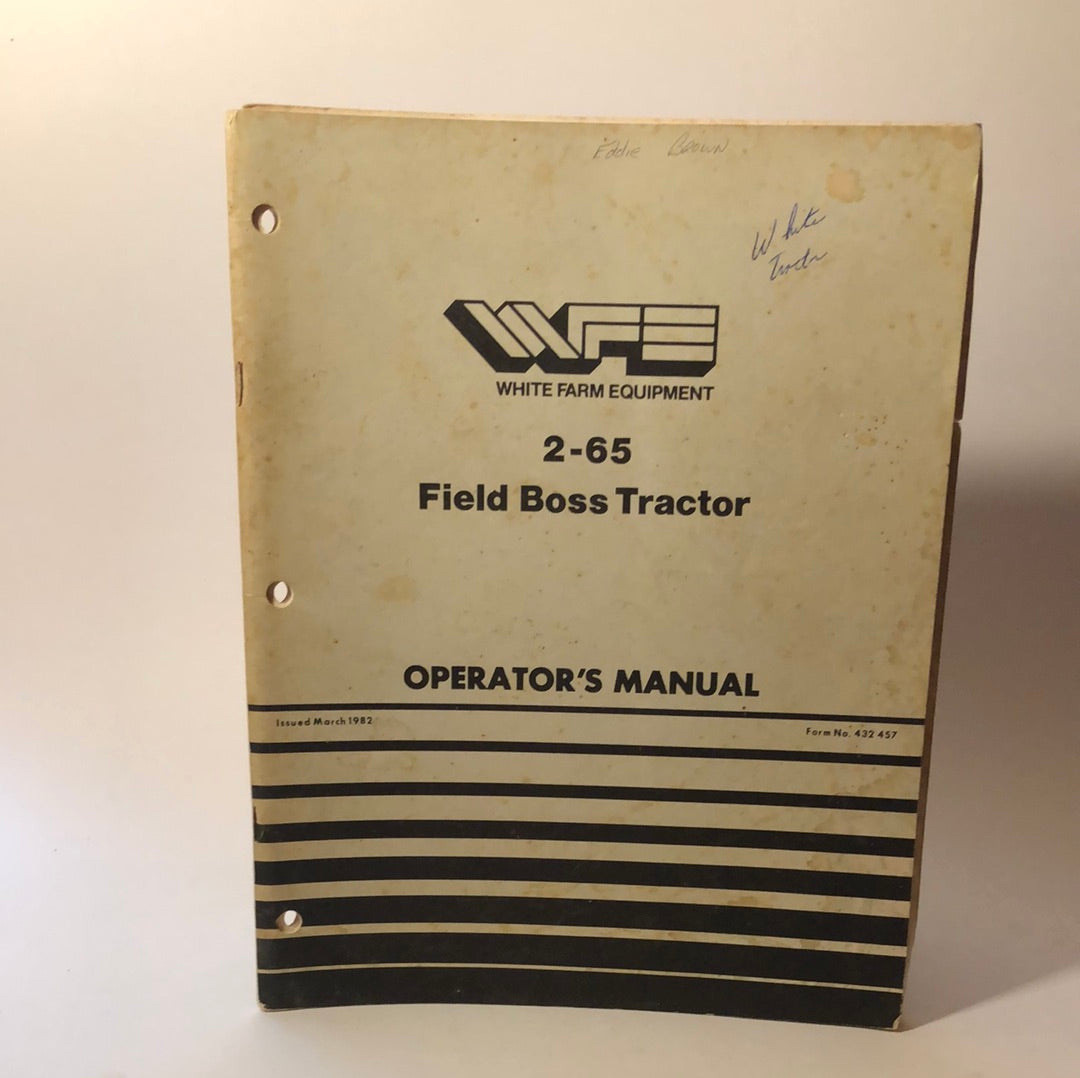 Eddie Brown
White
Tractor
WFE
WHITE FARM EQUIPMENT
2-65
Field Boss Tractor
OPERATOR'S MANUAL
Issued March 1982
Form No. 432 457